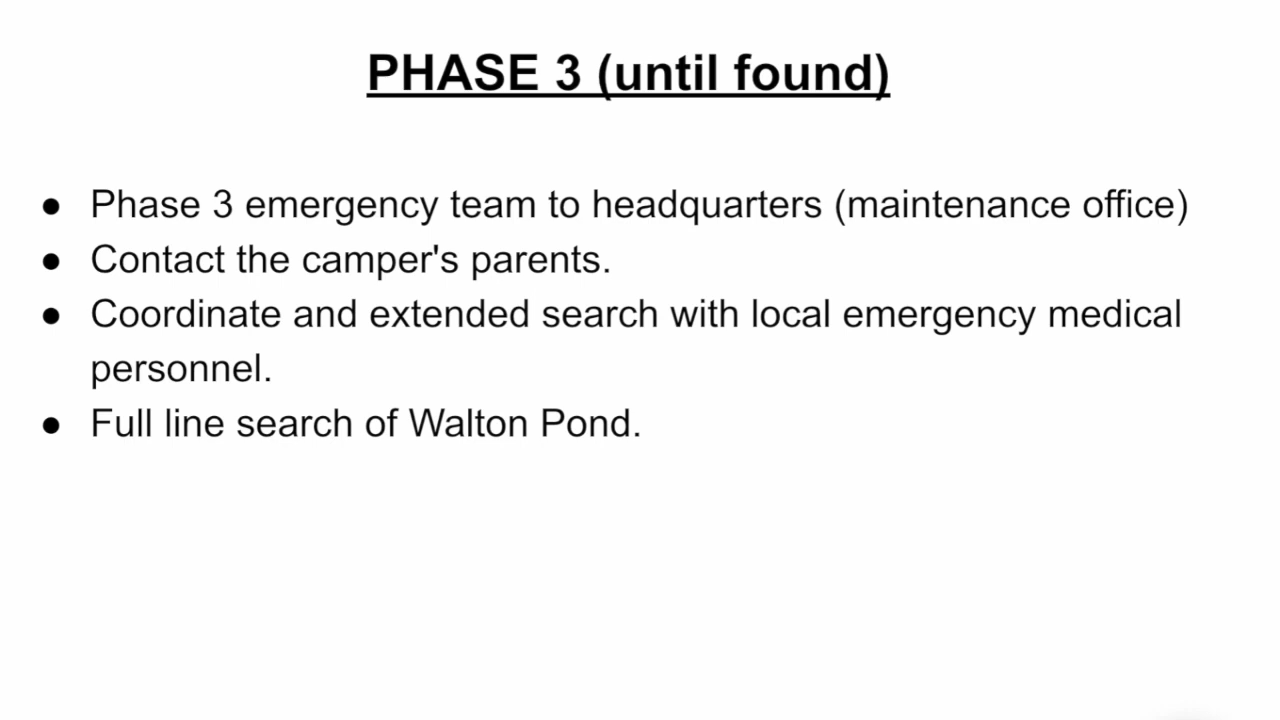 PHASE 3 (until found)
● Phase 3 emergency team to headquarters (maintenance office)
● Contact the camper's parents.
● Coordinate and extended search with local emergency medical
personnel.
● Full line search of Walton Pond.